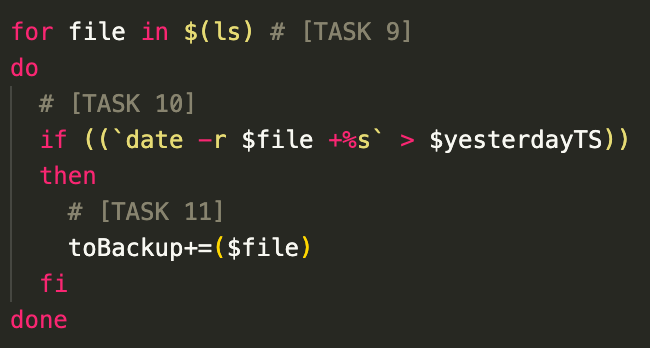 for file in $(ls) # [TASK 9]
do
  # [TASK 10]
  if ((`date -r $file +%s` > $yesterdayTS))
  then
    # [TASK 11]
    toBackup+=($file)
  fi
done